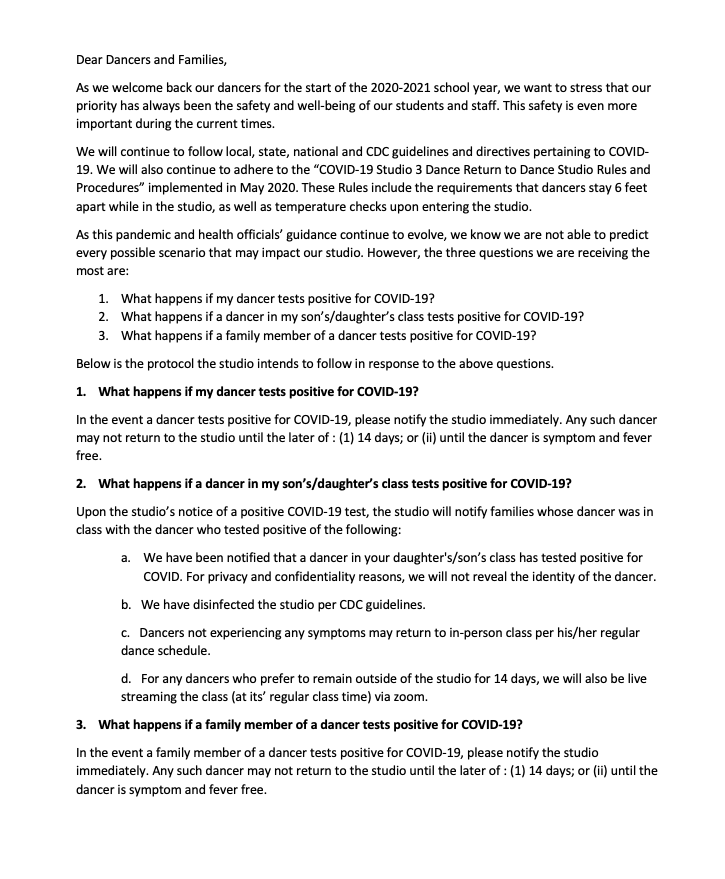 Dear Dancers and Families,
As we welcome back our dancers for the start of the 2020-2021 school year, we want to stress that our
priority has always been the safety and well-being of our students and staff. This safety is even more
important during the current times.
We will continue to follow local, state, national and CDC guidelines and directives pertaining to COVID-
19. We will also continue to adhere to the “COVID-19 Studio 3 Dance Return to Dance Studio Rules and
Procedures” implemented in May 2020. These Rules include the requirements that dancers stay 6 feet
apart while in the studio, as well as temperature checks upon entering the studio.
As this pandemic and health officials’ guidance continue to evolve, we know we are not able to predict
every possible scenario that may impact our studio. However, the three questions we are receiving the
most are:
1. What happens if my dancer tests positive for COVID-19?
2. What happens if a dancer in my son’s/daughter’s class tests positive for COVID-19?
3. What happens if a family member of a dancer tests positive for COVID-19?
Below is the protocol the studio intends to follow in response to the above questions.
1. What happens if my dancer tests positive for COVID-19?
In the event a dancer tests positive for COVID-19, please notify the studio immediately. Any such dancer
may not return to the studio until the later of : (1) 14 days; or (ii) until the dancer is symptom and fever
free.
2. What happens if a dancer in my son’s/daughter’s class tests positive for COVID-19?
Upon the studio’s notice of a positive COVID-19 test, the studio will notify families whose dancer was in
class with the dancer who tested positive of the following:
a. We have been notified that a dancer in your daughter's/son’s class has tested positive for
COVID. For privacy and confidentiality reasons, we will not reveal the identity of the dancer.
b. We have disinfected the studio per CDC guidelines.
c. Dancers not experiencing any symptoms may return to in-person class per his/her regular
dance schedule.
d. For any dancers who prefer to remain outside of the studio for 14 days, we will also be live
streaming the class (at its’ regular class time) via zoom.
3. What happens if a family member of a dancer tests positive for COVID-19?
In the event a family member of a dancer tests positive for COVID-19, please notify the studio
immediately. Any such dancer may not return to the studio until the later of : (1) 14 days; or (ii) until the
dancer is symptom and fever free.